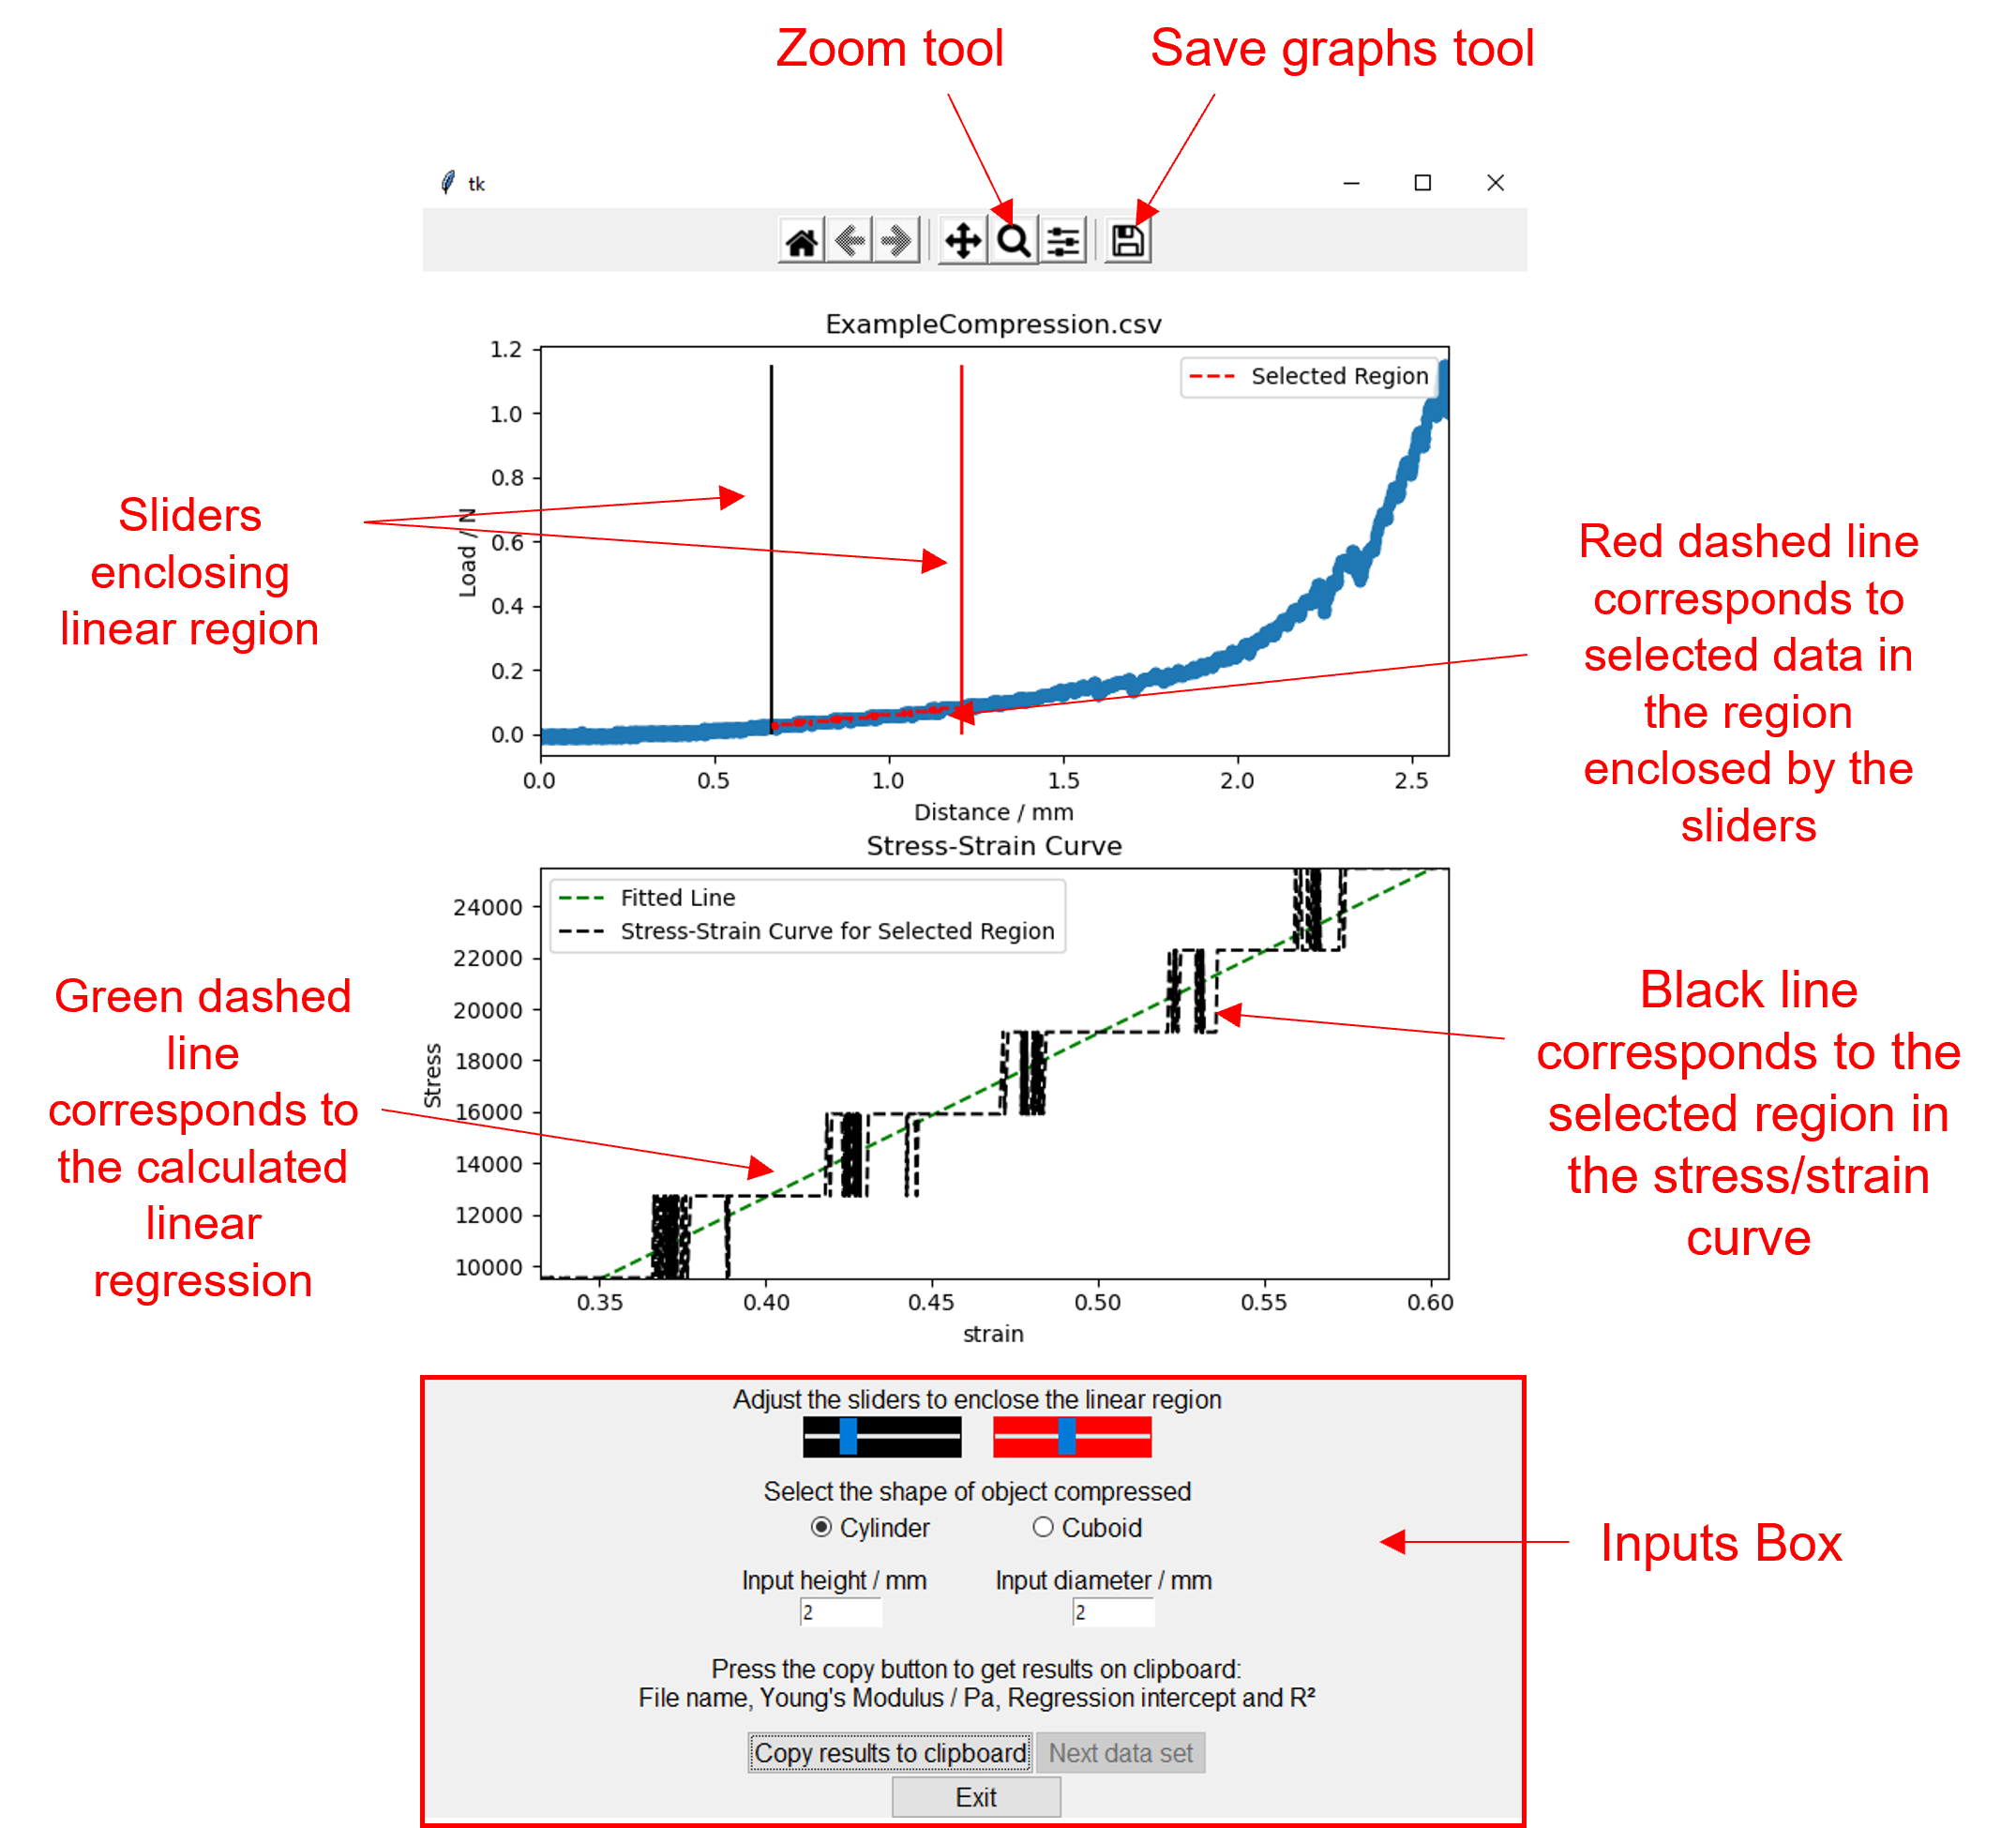 Zoom tool
Save graphs tool
tk
ExampleCompression.csv
1.2
1.0
0.8
0.6
0.4
0.2
0.0
Load / N
Selected Region
0.0 0.5 1.0 1.5 2.0 2.5
Distance / mm
Sliders
enclosing
linear region
Red dashed line
corresponds to
selected data in
the region
enclosed by the
sliders
Stress-Strain Curve
Fitted Line
Stress-Strain Curve for Selected Region
24000
22000
20000
18000
16000
14000
12000
10000
Stress
0.35 0.40 0.45 0.50 0.55 0.60
strain
Green dashed
line
corresponds to
the calculated
linear
regression
Black line
corresponds to the
selected region in
the stress/strain
curve
Adjust the sliders to enclose the linear region
Select the shape of object compressed
Cylinder Cuboid
Input height / mm Input diameter / mm
2 2
Press the copy button to get results on clipboard:
File name, Young's Modulus / Pa, Regression intercept and R²
Copy results to clipboard Next data set
Exit
Inputs Box